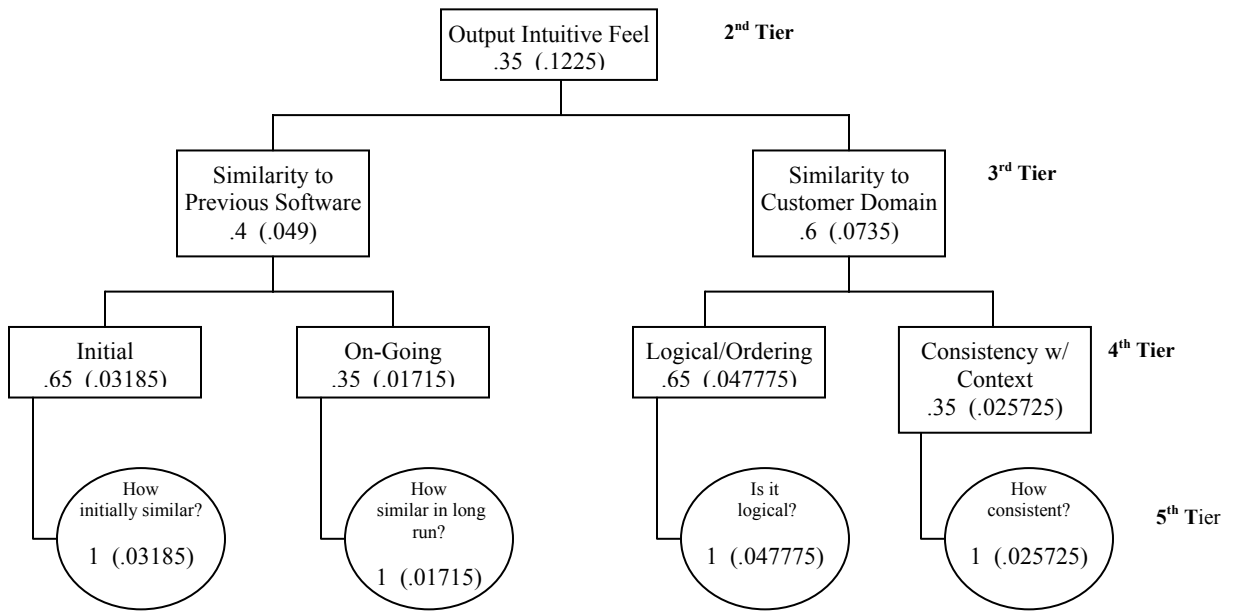 Output Intuitive Feel
.35 (.1225)
2nd Tier
Similarity to
Previous Software
.4 (.049)
Similarity to
Customer Domain
.6 (.0735)
3rd Tier
Initial
.65 (.03185)
On-Going
.35 (.01715)
Logical/Ordering
.65 (.047775)
Consistency w/
Context
.35 (.025725)
4th Tier
How
initially similar?
1 (.03185)
How
similar in long
run?
1 (.01715)
Is it
logical?
1 (.047775)
How
consistent?
1 (.025725)
5th Tier